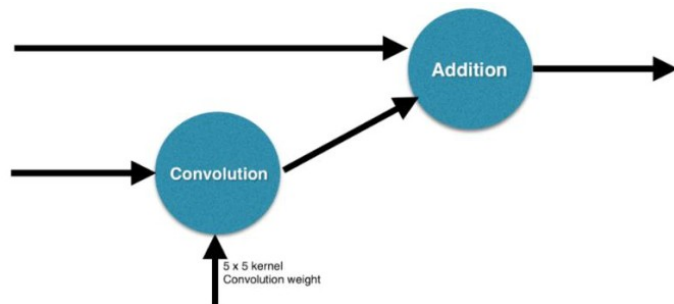 Addition
Convolution
5 x 5 kernel
Convolution weight